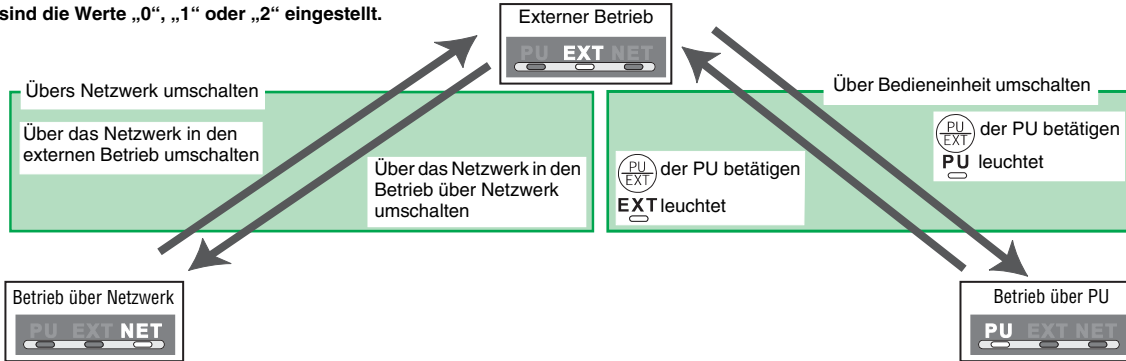 sind die Werte „0“, „1“ oder „2“ eingestellt.
Externer Betrieb
PU EXT NET
Übers Netzwerk umschalten
Über das Netzwerk in den
externen Betrieb umschalten
Über das Netzwerk in den
Betrieb über Netzwerk
umschalten
Über Bedieneinheit umschalten
PU
EXT der PU betätigen
PU leuchtet
PU
EXT der PU betätigen
EXT leuchtet
Betrieb über Netzwerk
PU EXT NET
Betrieb über PU
PU EXT NET